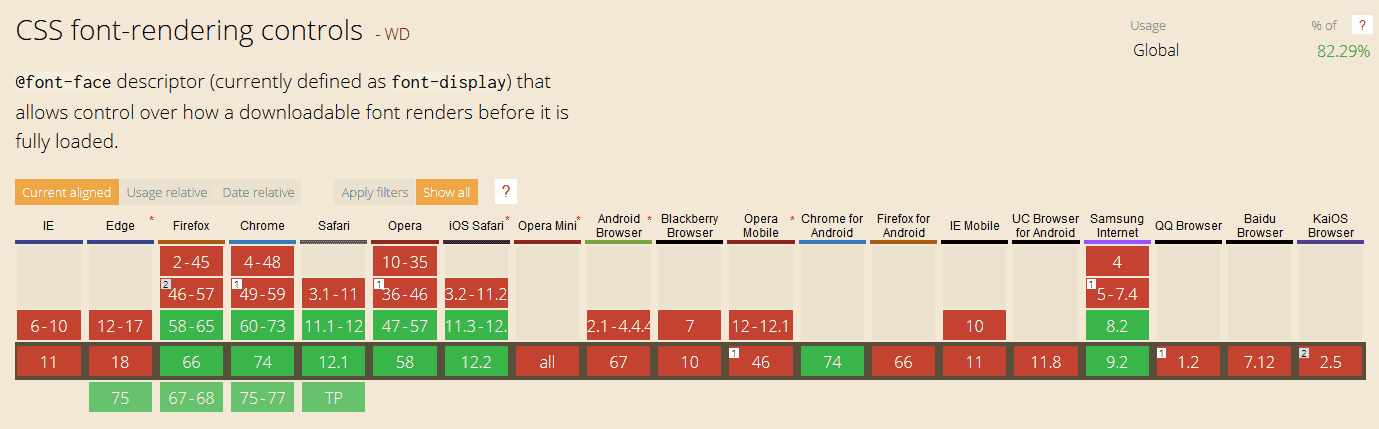 CSS font-rendering controls - WD
Usage % of ?
Global 82.29%
@font-face descriptor (currently defined as font-display) that
allows control over how a downloadable font renders before it is
fully loaded.
Current aligned Usage relative Date relative Apply filters Show all ?
IE Edge * Firefox Chrome Safari Opera iOS Safari * Opera Mini * Android Browser * Blackberry Browser Opera Mobile * Chrome for Android Firefox for Android IE Mobile UC Browser for Android Samsung Internet QQ Browser Baidu Browser KaiOS Browser
2-45 4-48 10-35 4
2 46-57 1 49-59 3.1-11 1 36-46 3.2-11.2 1 5-7.4
6-10 12-17 58-65 60-73 11.1-12 47-57 11.3-12. 2.1-4.4.4 7 12-12.1 10 8.2
11 18 66 74 12.1 58 12.2 all 67 10 1 46 74 66 11 11.8 9.2 1 1.2 7.12 2 2.5
75 67-68 75-77 TP